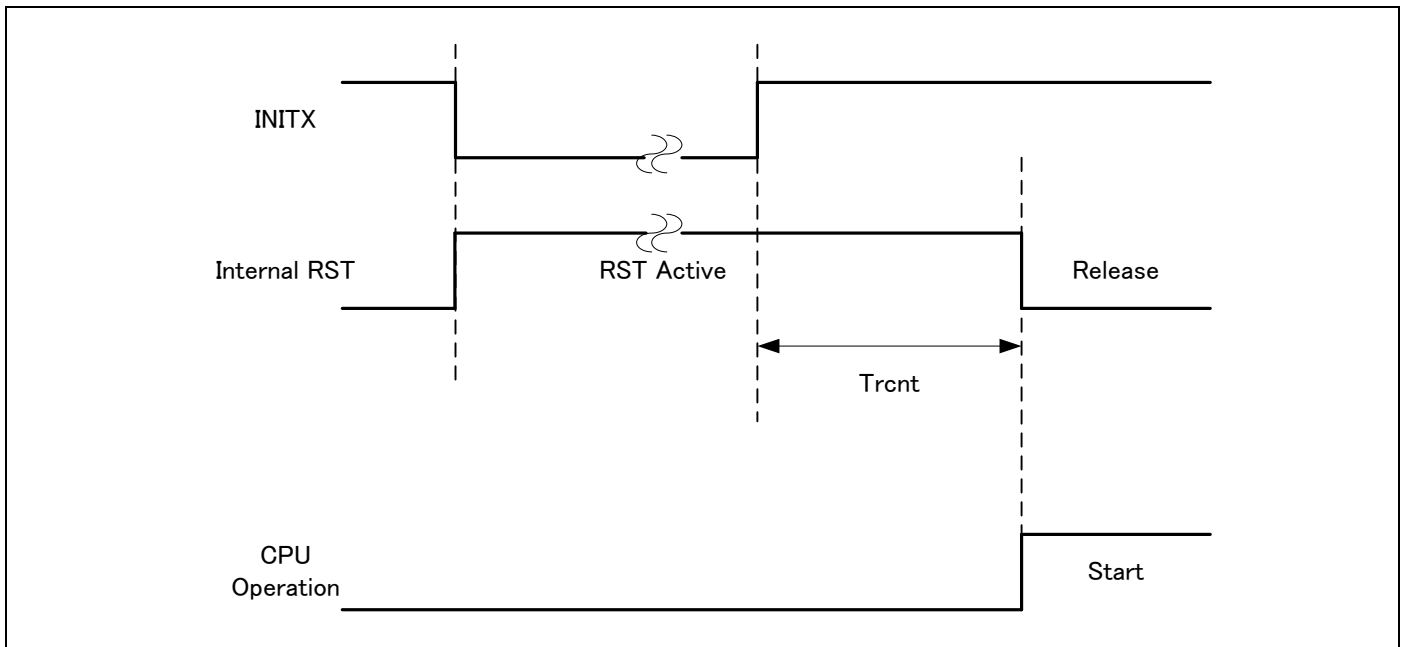 INITX
Internal RST
RST Active
Release
Trcnt
CPU
Operation
Start